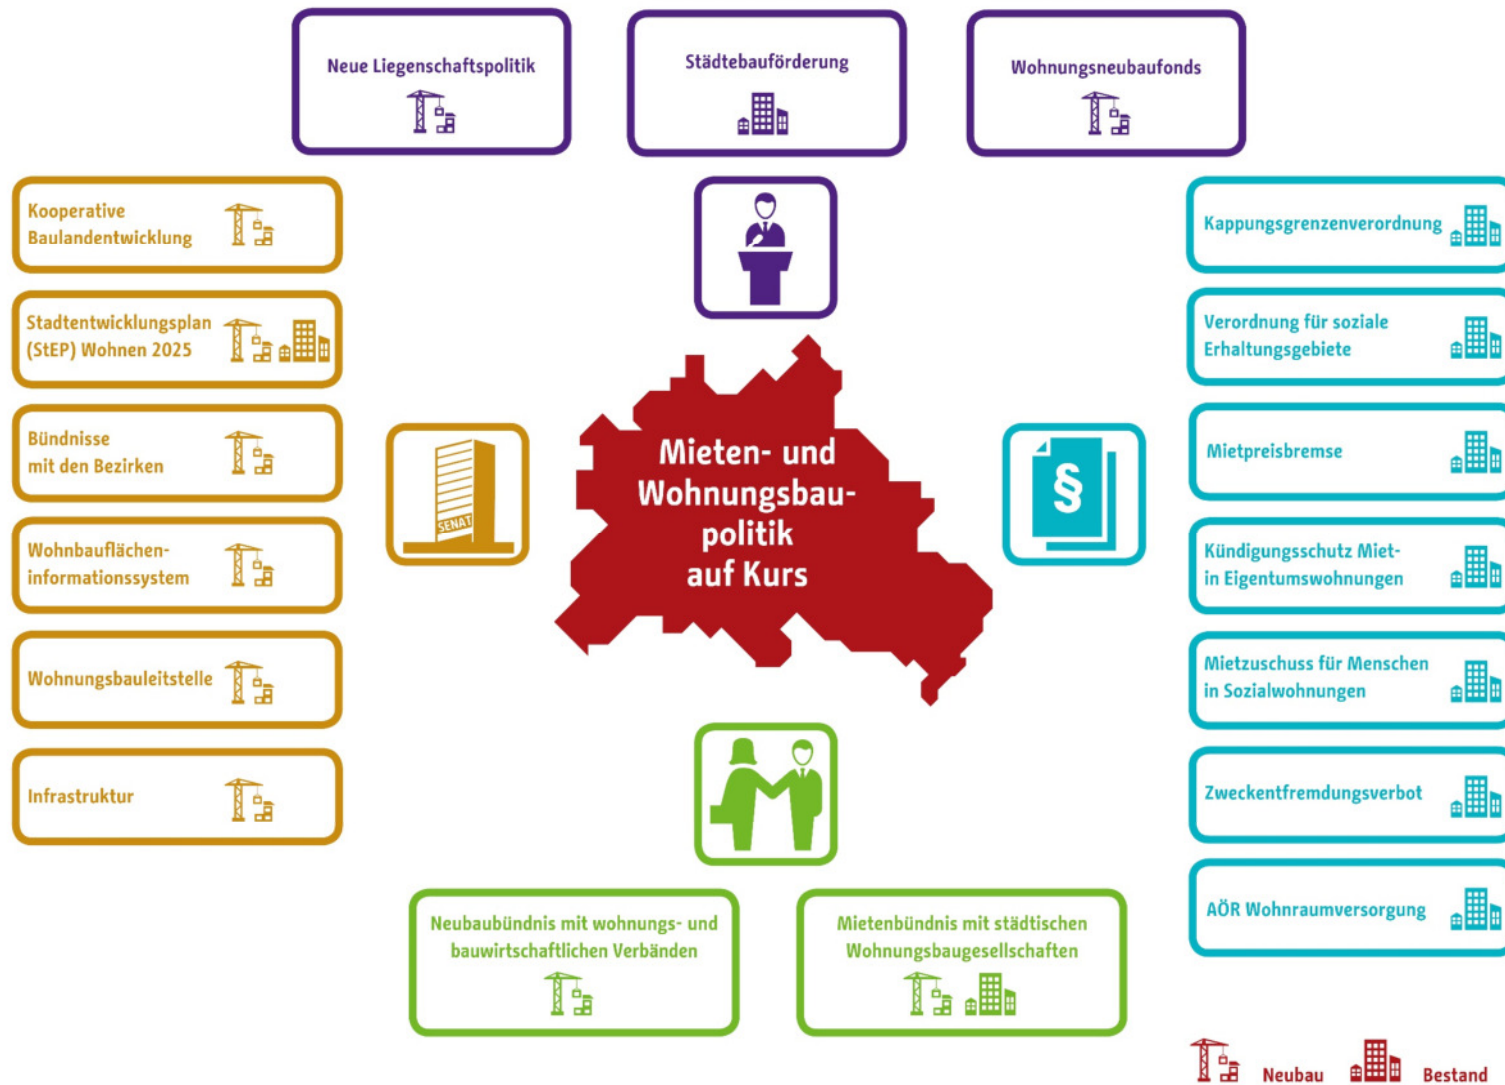 Neue Liegenschaftspolitik
Städtebauförderung
Wohnungsneubaufonds
Kooperative
Baulandentwicklung
Stadtentwicklungsplan
(StEP) Wohnen 2025
Bündnisse
mit den Bezirken
Wohnbauflächen-
informationssystem
Wohnungsbauleitstelle
Infrastruktur
SENAT
Mieten- und
Wohnungsbau-
politik
auf Kurs
§
Kappungsgrenzenverordnung
Verordnung für soziale
Erhaltungsgebiete
Mietpreisbremse
Kündigungsschutz Miet-
in Eigentumswohnungen
Mietzuschuss für Menschen
in Sozialwohnungen
Zweckentfremdungsverbot
AÖR Wohnraumversorgung
Neubaubündnis mit wohnungs- und
bauwirtschaftlichen Verbänden
Mietenbündnis mit städtischen
Wohnungsbaugesellschaften
Neubau
Bestand